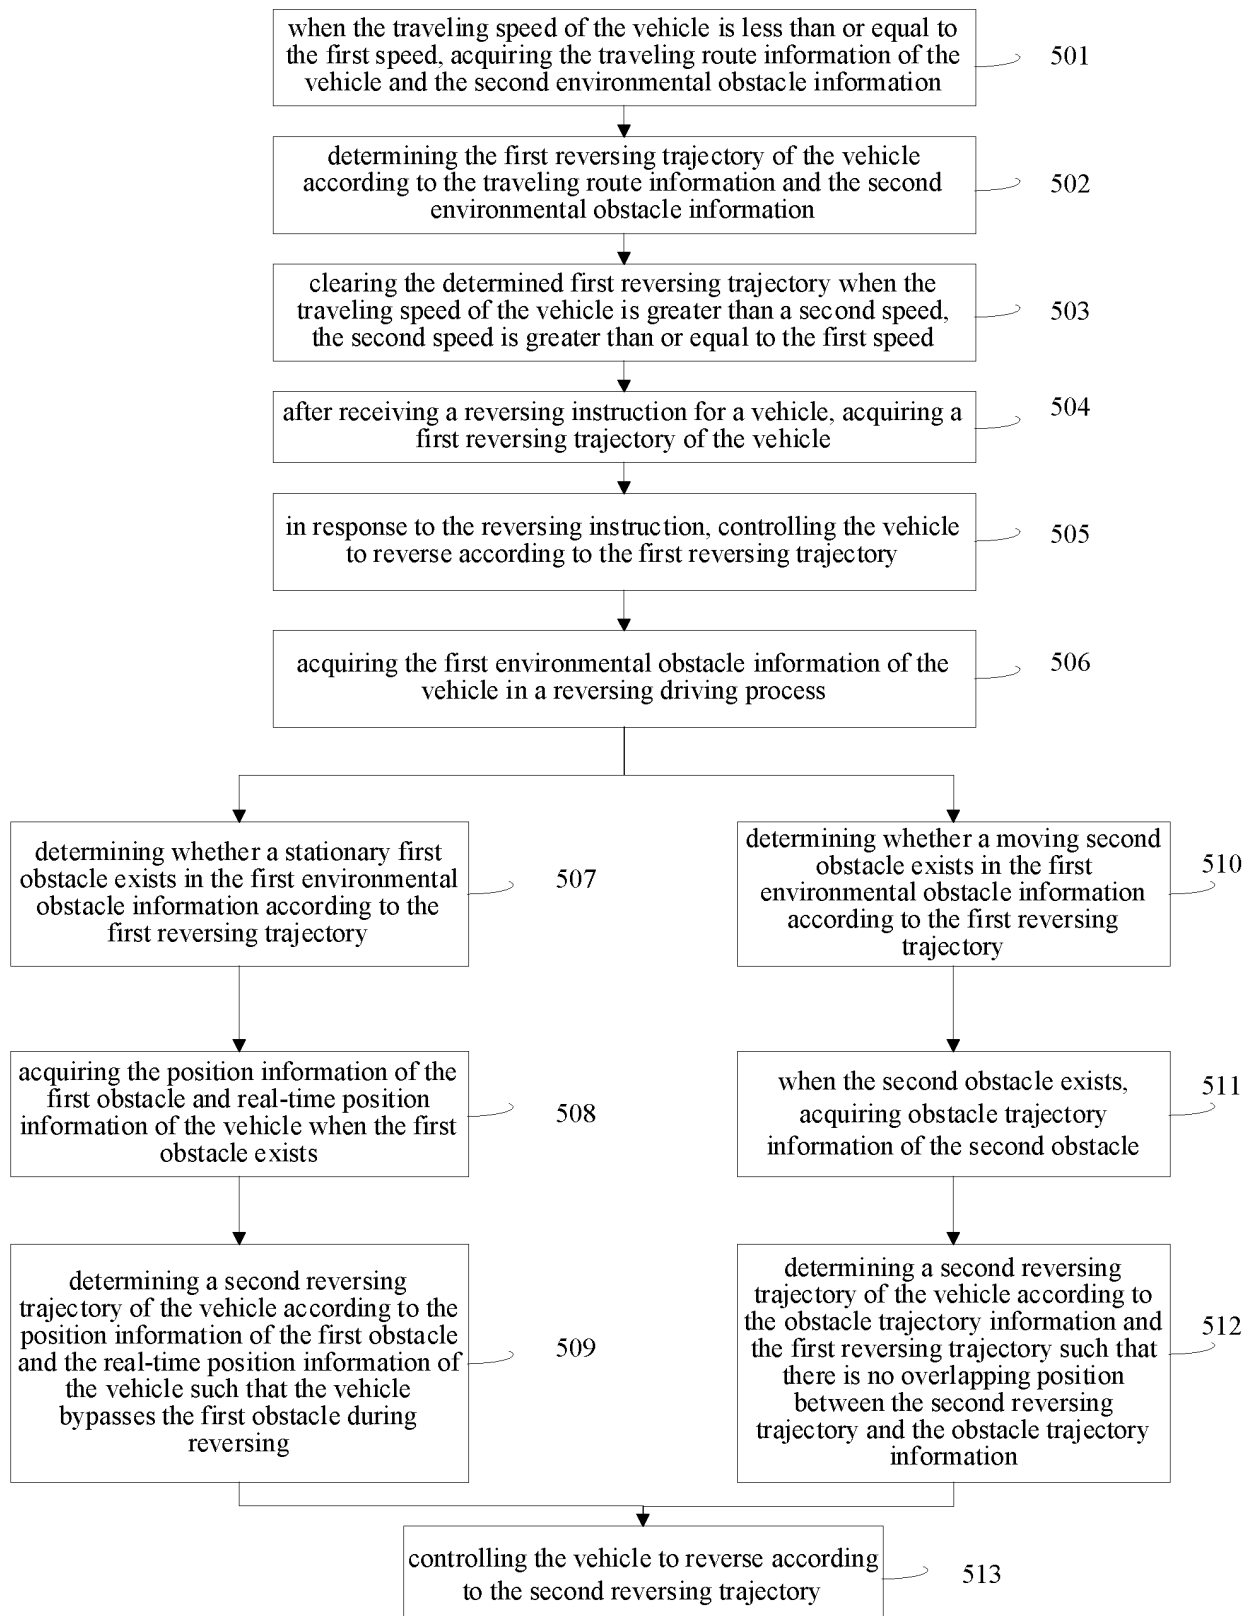 when the traveling speed of the vehicle is less than or equal to
the first speed, acquiring the traveling route information of the
vehicle and the second environmental obstacle information
501
determining the first reversing trajectory of the vehicle
according to the traveling route information and the second
environmental obstacle information
502
clearing the determined first reversing trajectory when the
traveling speed of the vehicle is greater than a second speed,
the second speed is greater than or equal to the first speed
503
after receiving a reversing instruction for a vehicle, acquiring a
first reversing trajectory of the vehicle
504
in response to the reversing instruction, controlling the vehicle
to reverse according to the first reversing trajectory
505
acquiring the first environmental obstacle information of the
vehicle in a reversing driving process
506
determining whether a stationary first
obstacle exists in the first environmental
obstacle information according to the
first reversing trajectory
507
acquiring the position information of the
first obstacle and real-time position
information of the vehicle when the first
obstacle exists
508
determining a second reversing
trajectory of the vehicle according to the
position information of the first obstacle
and the real-time position information of
the vehicle such that the vehicle
bypasses the first obstacle during
reversing
509
determining whether a moving second
obstacle exists in the first
environmental obstacle information
according to the first reversing
trajectory
510
when the second obstacle exists,
acquiring obstacle trajectory
information of the second obstacle
511
determining a second reversing
trajectory of the vehicle according to
the obstacle trajectory information and
the first reversing trajectory such that
there is no overlapping position
between the second reversing
trajectory and the obstacle trajectory
information
512
controlling the vehicle to reverse according
to the second reversing trajectory
513